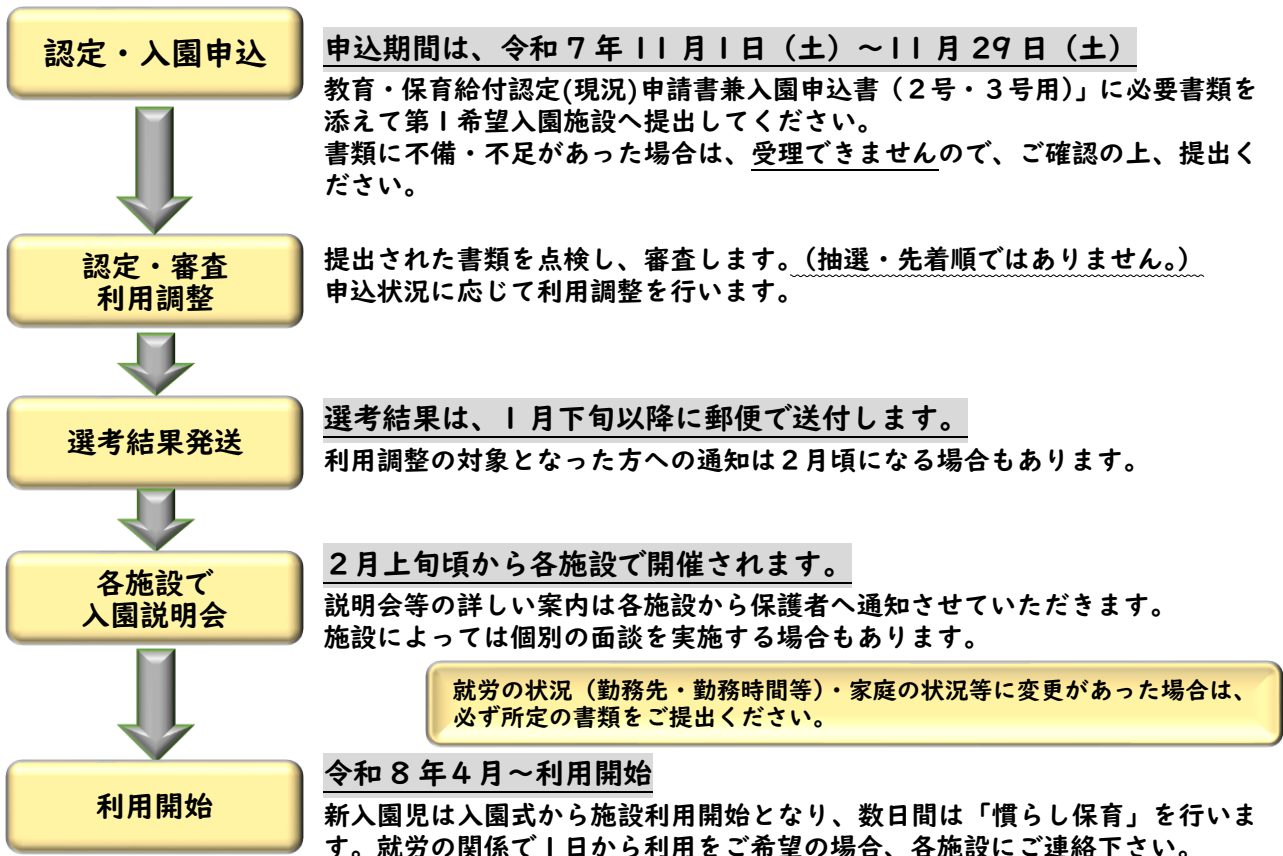 認定・入園申込
申込期間は、令和７年１１月１日（土）～１１月２９日（土）
教育・保育給付認定(現況)申請書兼入園申込書（２号・３号用）」に必要書類を
添えて第１希望入園施設へ提出してください。
書類に不備・不足があった場合は、受理できませんので、ご確認の上、提出く
ださい。
認定・審査
利用調整
提出された書類を点検し、審査します。（抽選・先着順ではありません。）
申込状況に応じて利用調整を行います。
選考結果発送
選考結果は、１月下旬以降に郵便で送付します。
利用調整の対象となった方への通知は２月頃になる場合もあります。
各施設で
入園説明会
２月上旬頃から各施設で開催されます。
説明会等の詳しい案内は各施設から保護者へ通知させていただきます。
施設によっては個別の面談を実施する場合もあります。
就労の状況（勤務先・勤務時間等）・家庭の状況等に変更があった場合は、
必ず所定の書類をご提出ください。
利用開始
令和８年４月～利用開始
新入園児は入園式から施設利用開始となり、数日間は「慣らし保育」を行いま
す。就労の関係で１日から利用をご希望の場合、各施設にご連絡下さい。